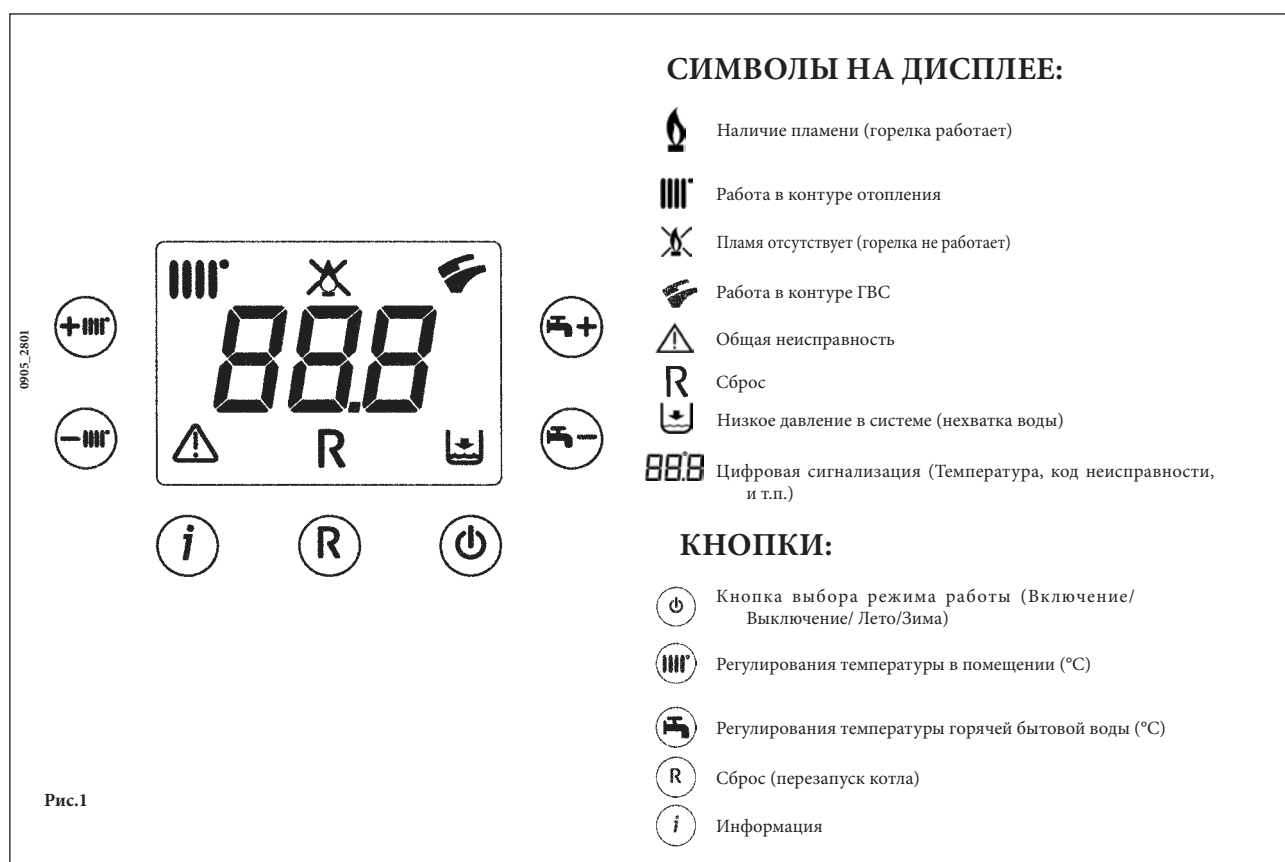 0905_2801
88.8
R
i
R
Рис.1
СИМВОЛЫ НА ДИСПЛЕЕ:
Наличие пламени (горелка работает)
Работа в контуре отопления
Пламя отсутствует (горелка не работает)
Работа в контуре ГВС
Общая неисправность
R Сброс
Низкое давление в системе (нехватка воды)
88.8 Цифровая сигнализация (Температура, код неисправности,
и т.п.)
КНОПКИ:
Кнопка выбора режима работы (Включение/
Выключение/ Лето/Зима)
Регулирования температуры в помещении (°C)
Регулирования температуры горячей бытовой воды (°C)
R Сброс (перезапуск котла)
i Информация